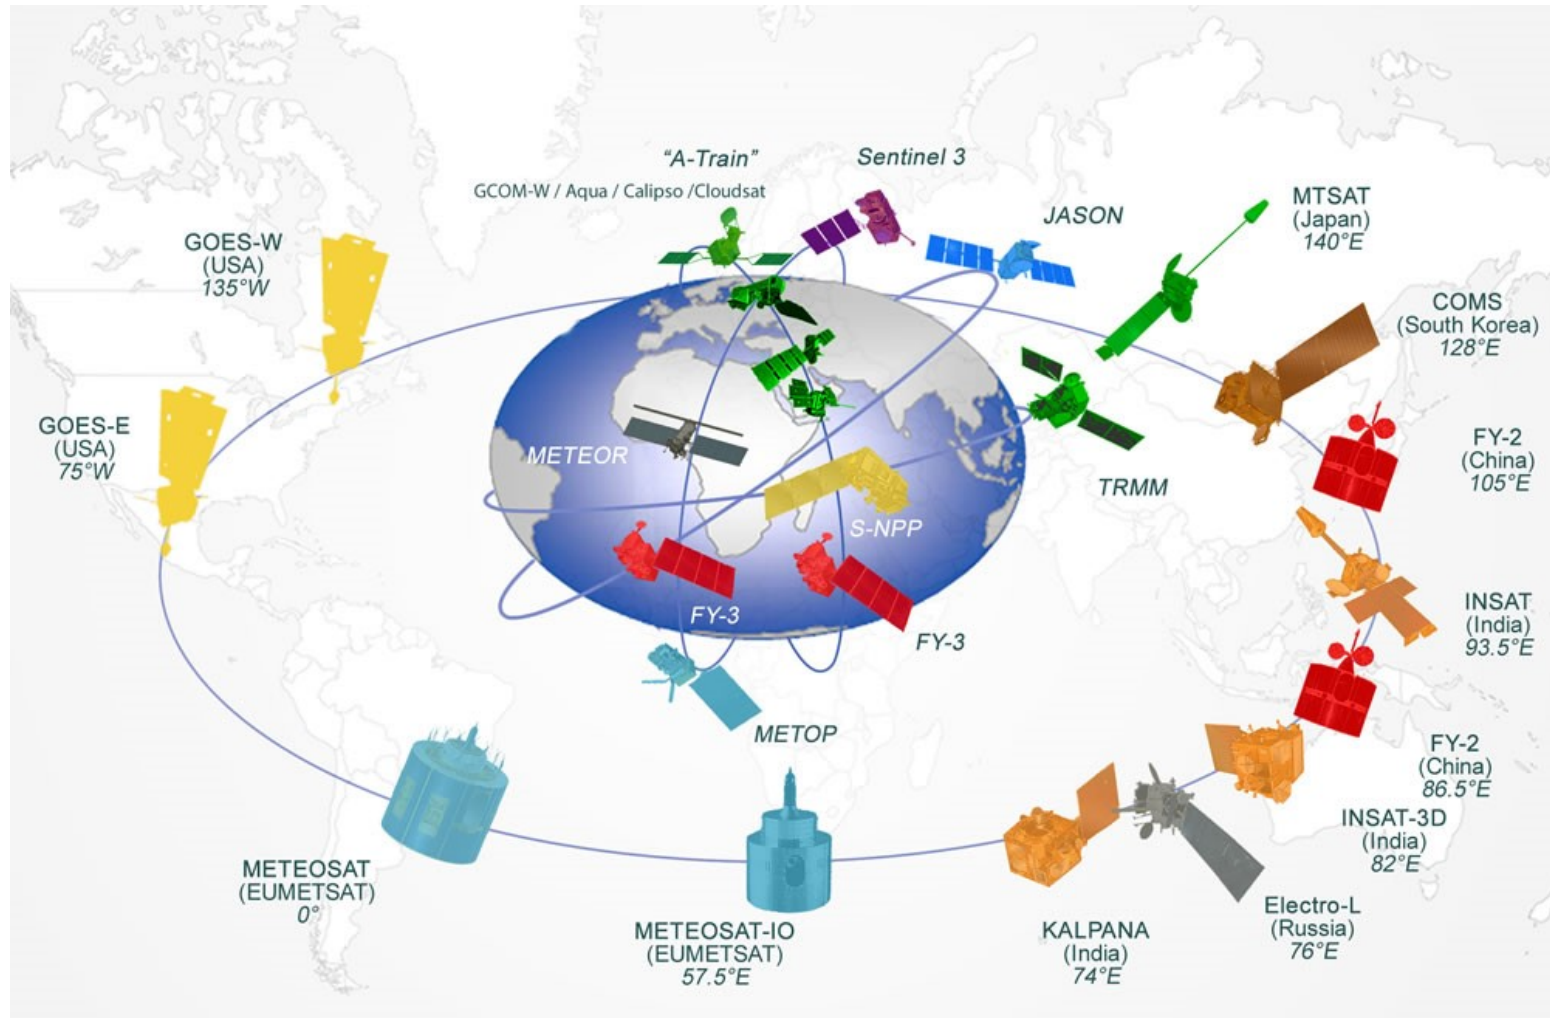 “A-Train”
GCOM-W / Aqua / Calipso /Cloudsat
Sentinel 3
JASON
MTSAT
(Japan)
140°E
GOES-W
(USA)
135°W
COMS
(South Korea)
128°E
GOES-E
(USA)
75°W
METEOR
TRMM
FY-2
(China)
105°E
S-NPP
FY-3
FY-3
INSAT
(India)
93.5°E
METOP
FY-2
(China)
86.5°E
INSAT-3D
(India)
82°E
METEOSAT
(EUMETSAT)
0°
METEOSAT-IO
(EUMETSAT)
57.5°E
KALPANA
(India)
74°E
Electro-L
(Russia)
76°E